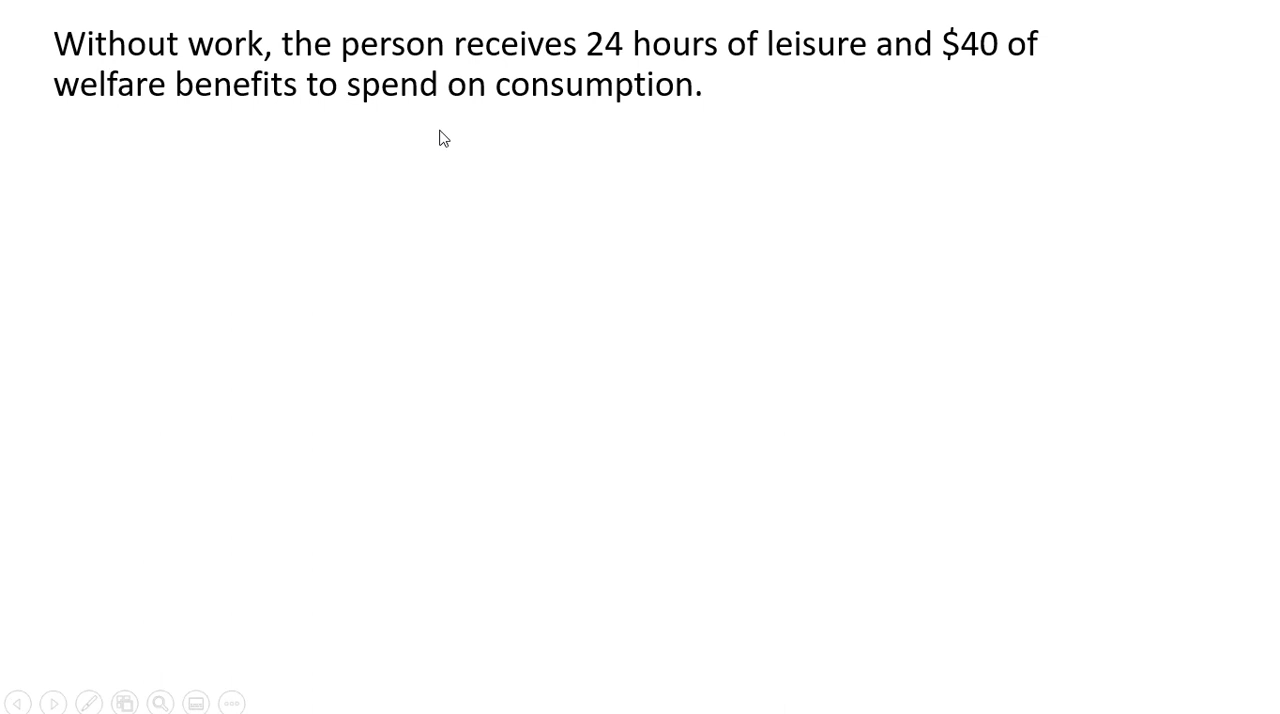 Without work, the person receives 24 hours of leisure and $40 of
welfare benefits to spend on consumption.